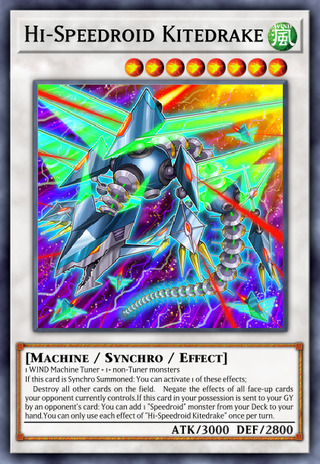 HI-SPEEDROID KITEDRAKE
WIND
風
[MACHINE / SYNCHRO / EFFECT]
1 WIND Machine Tuner + 1+ non-Tuner monsters
If this card is Synchro Summoned: You can activate 1 of these effects;
Destroy all other cards on the field. Negate the effects of all face-up cards
your opponent currently controls.If this card in your possession is sent to your GY
by an opponent's card: You can add 1 "Speedroid" monster from your Deck to your
hand.You can only use each effect of "Hi-Speedroid Kitedrake" once per turn.
ATK/3000 DEF/2800